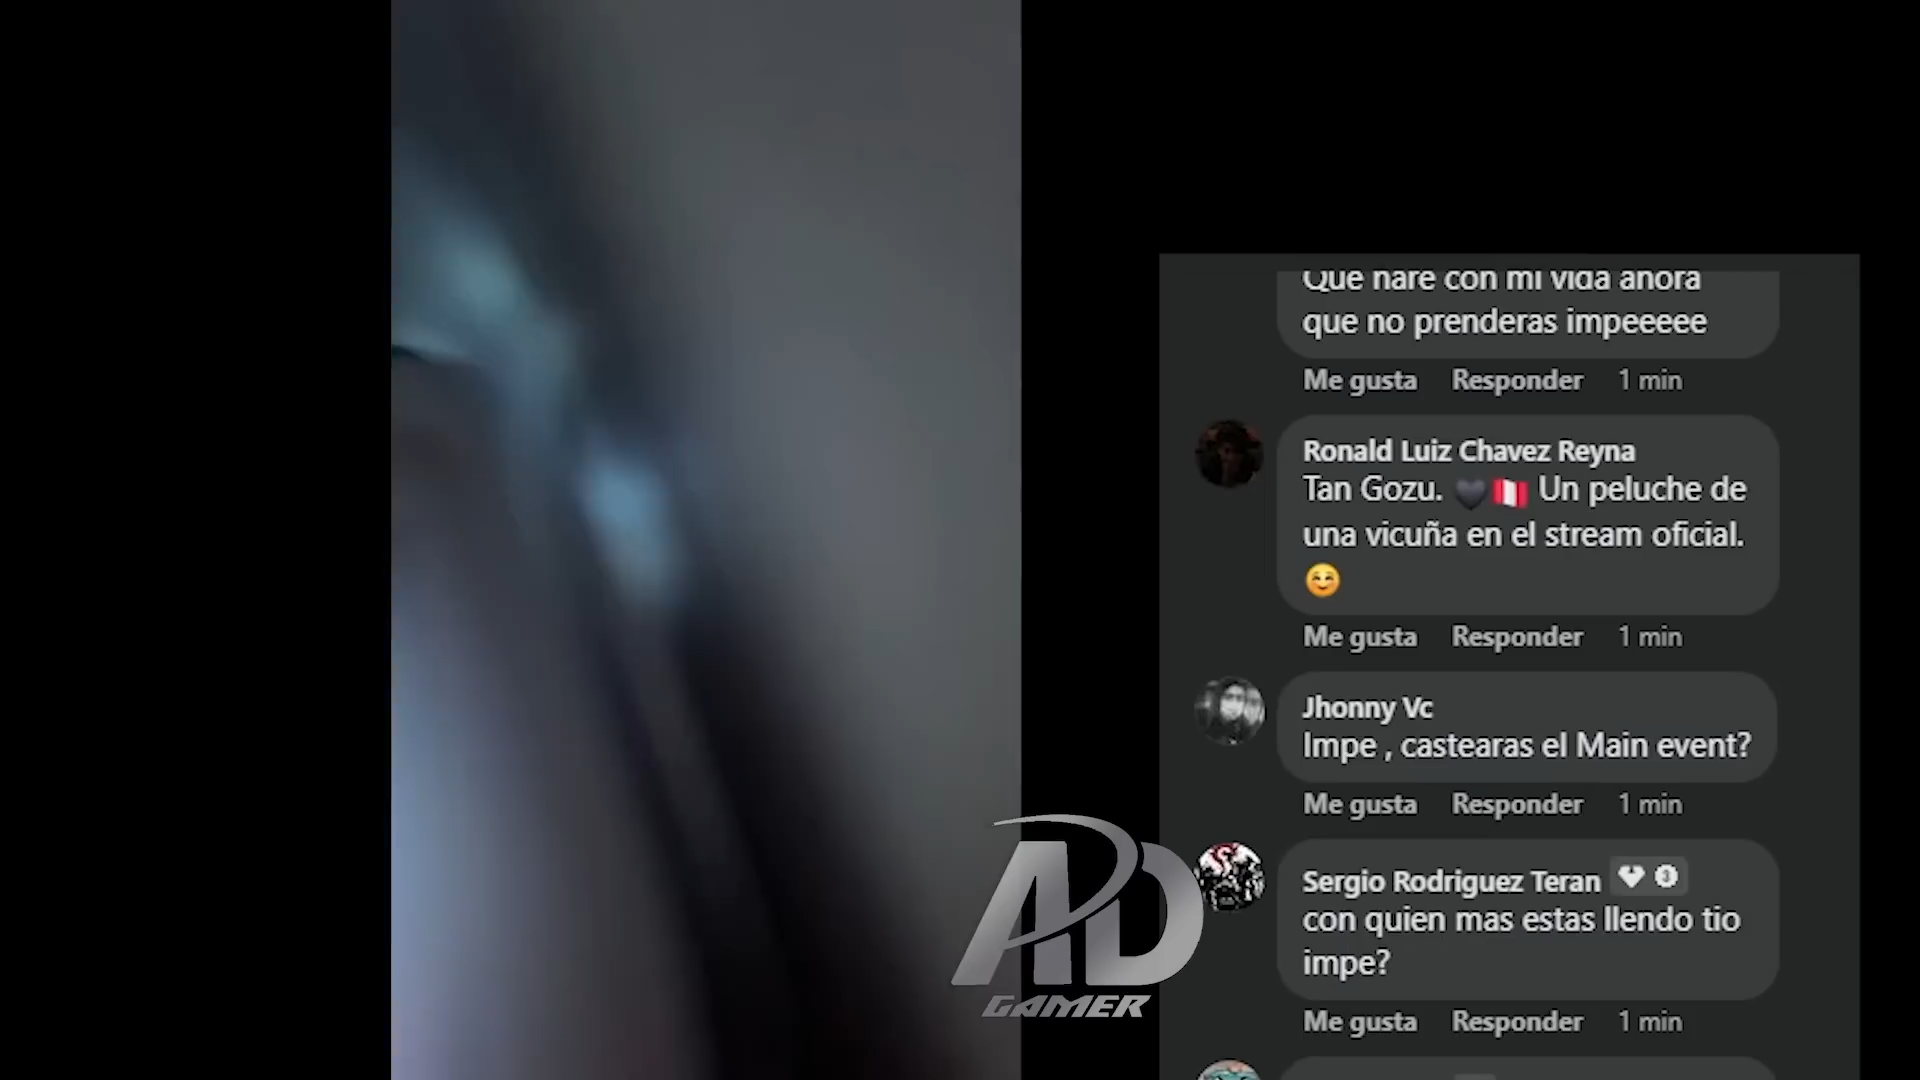 Que hare con mi vida ahora
que no prenderas impeeeee
Me gusta Responder 1 min
Ronald Luiz Chavez Reyna
Tan Gozu. 🖤🇵🇪 Un peluche de
una vicuña en el stream oficial.
😊
Me gusta Responder 1 min
Jhonny Vc
Impe , castearas el Main event?
Me gusta Responder 1 min
Sergio Rodriguez Teran
con quien mas estas llendo tio
impe?
Me gusta Responder 1 min
AD
GAMER